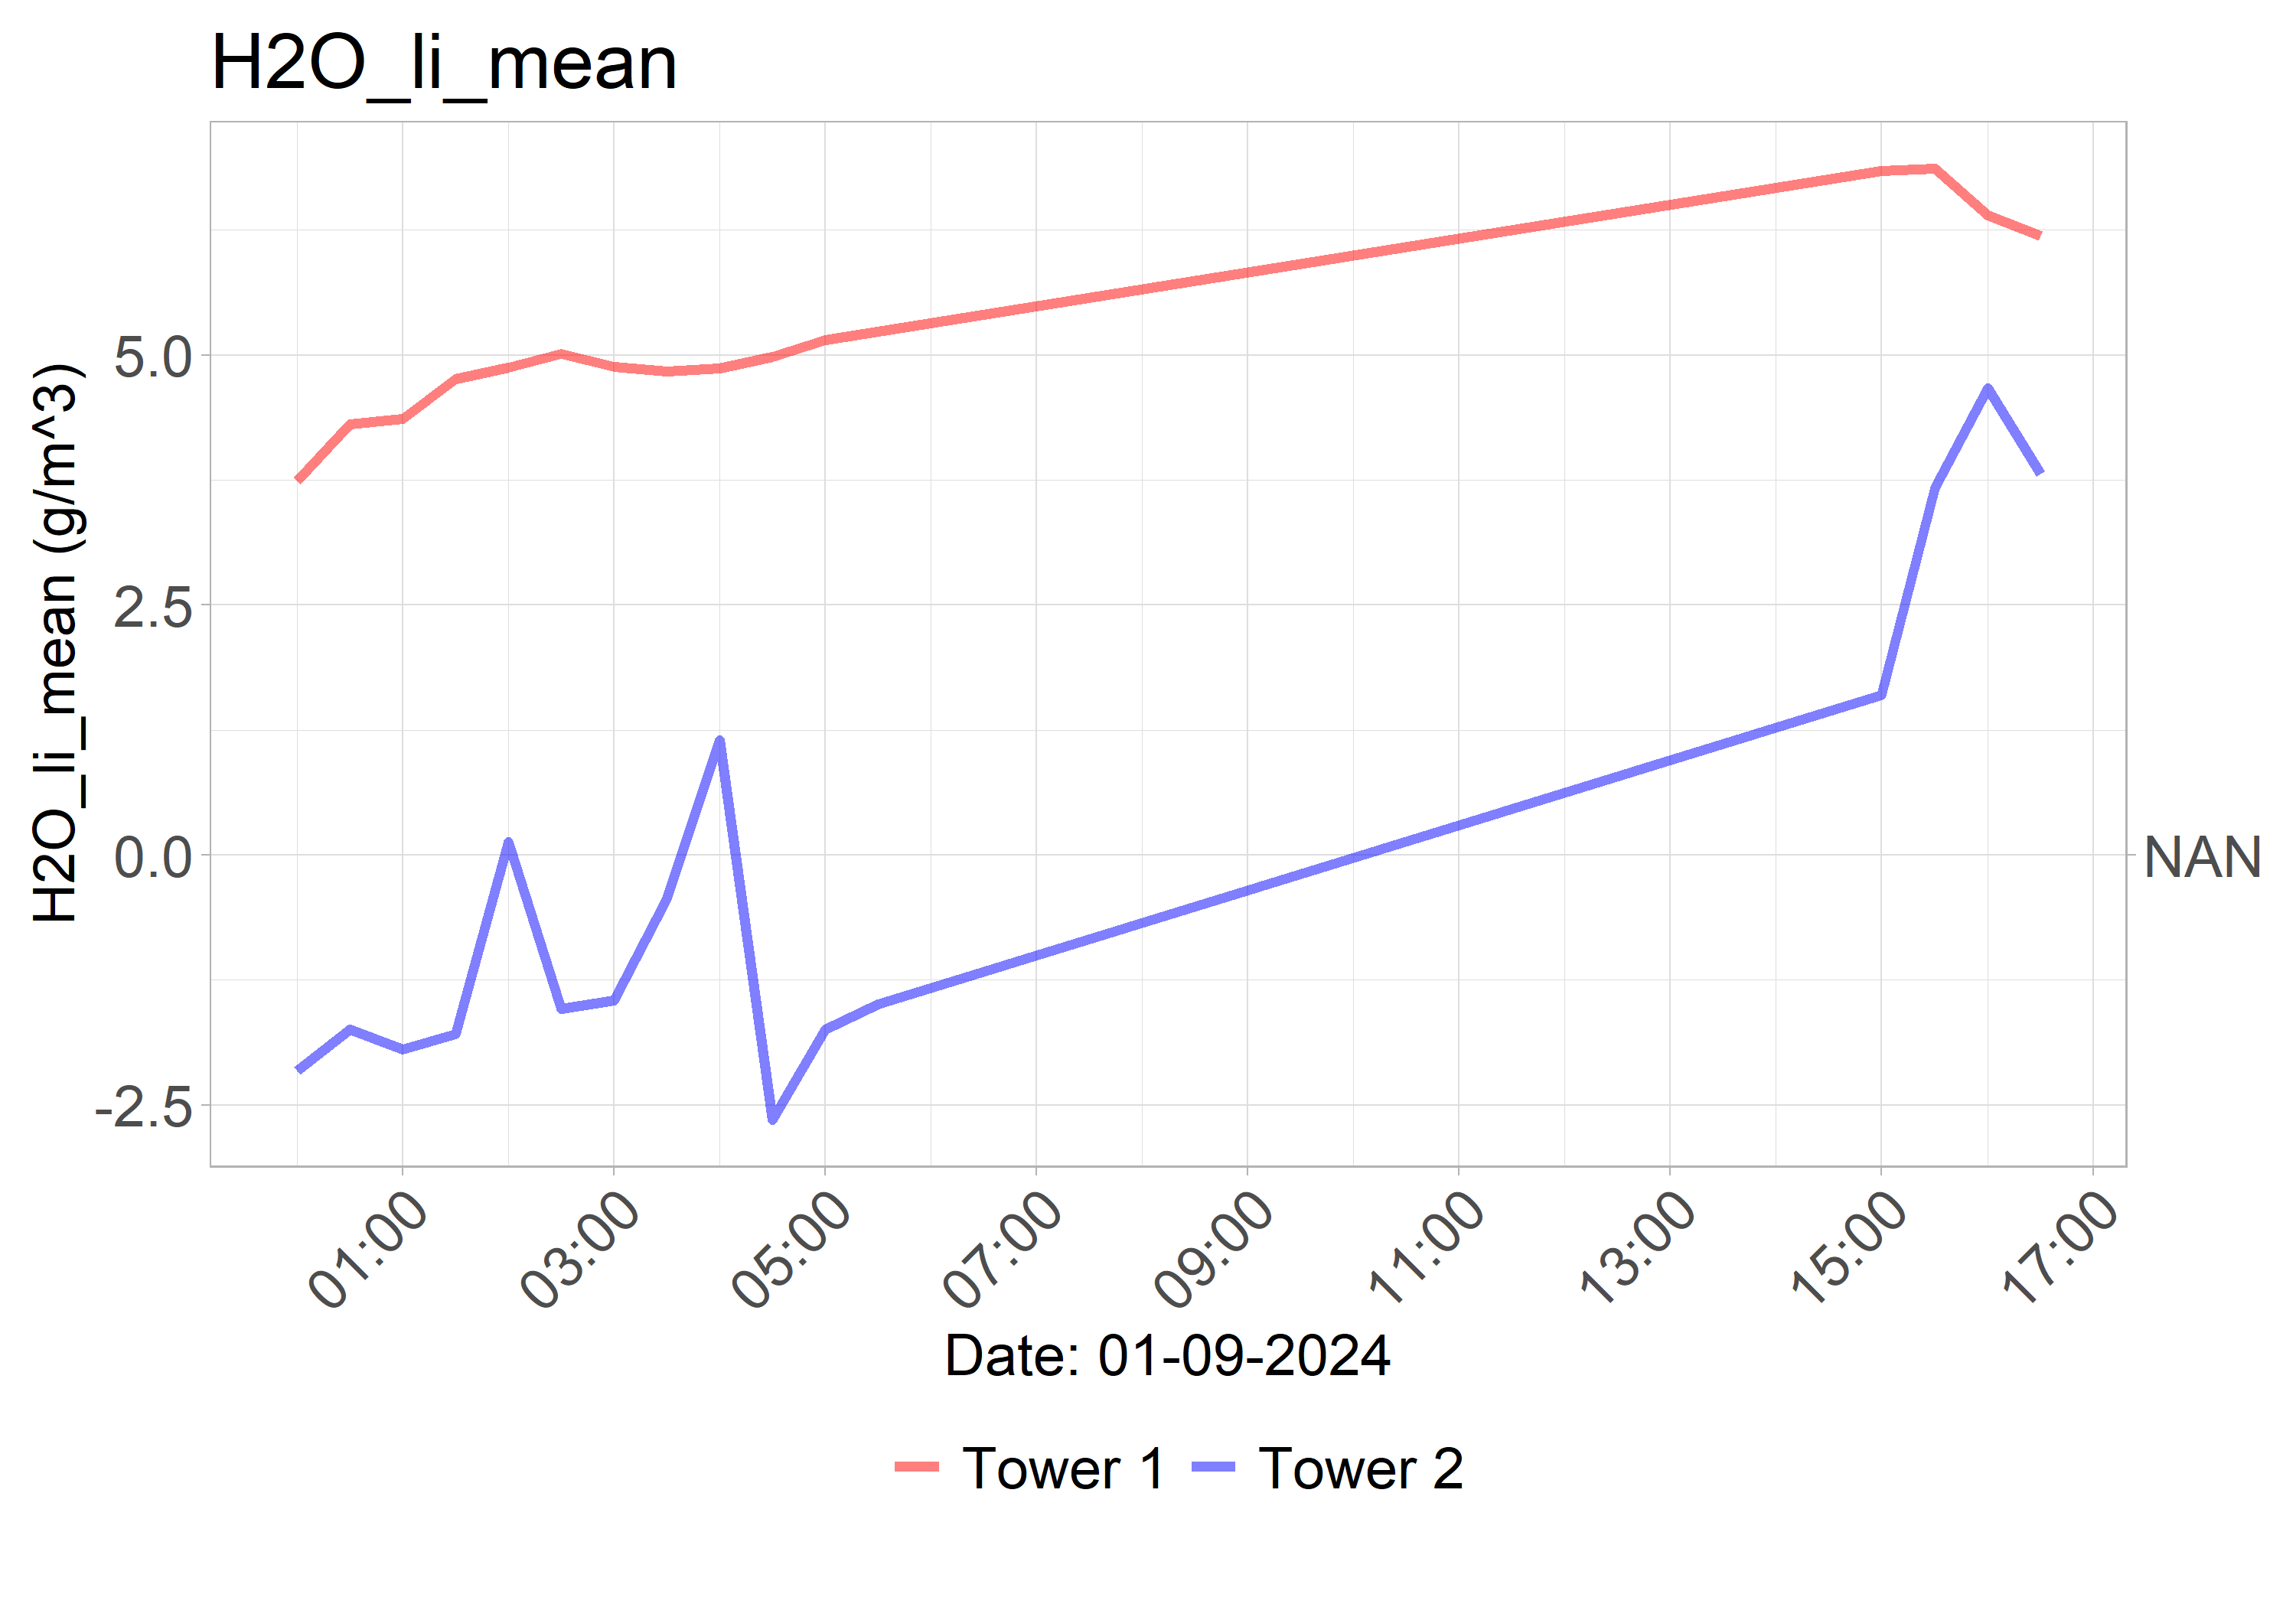 H2O_li_mean
H2O_li_mean (g/m^3)
5.0
2.5
0.0
-2.5
NAN
01:00
03:00
05:00
07:00
09:00
11:00
13:00
15:00
17:00
Date: 01-09-2024
Tower 1
Tower 2